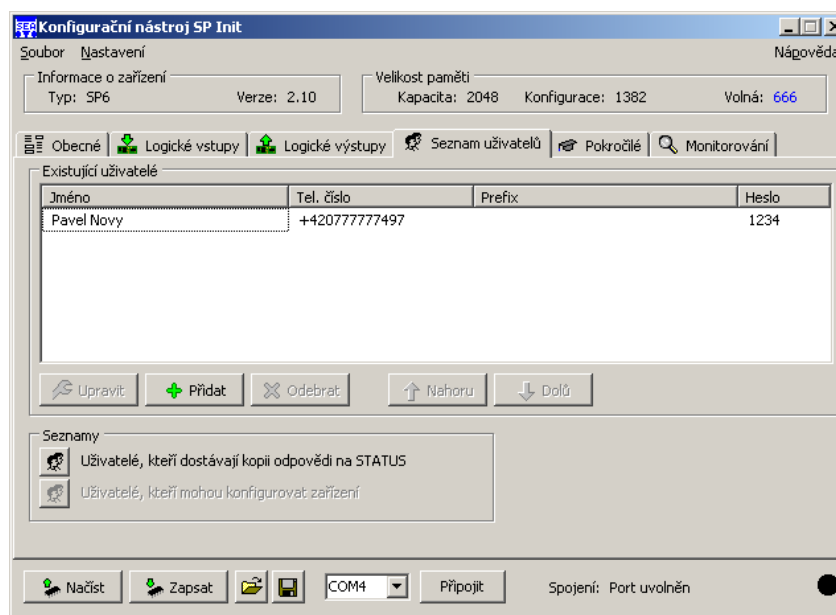 SEA Konfigurační nástroj SP Init
Soubor Nastavení Nápověda
Informace o zařízení Velikost paměti
Typ: SP6 Verze: 2.10 Kapacita: 2048 Konfigurace: 1382 Volná: 666
Obecné Logické vstupy Logické výstupy Seznam uživatelů Pokročilé Monitorování
Existující uživatelé
Jméno Tel. číslo Prefix Heslo
Pavel Novy +420777777497 1234
Upravit Přidat Odebrat Nahoru Dolů
Seznamy
Uživatelé, kteří dostávají kopii odpovědi na STATUS
Uživatelé, kteří mohou konfigurovat zařízení
Načíst Zapsat COM4 Připojit Spojení: Port uvolněn